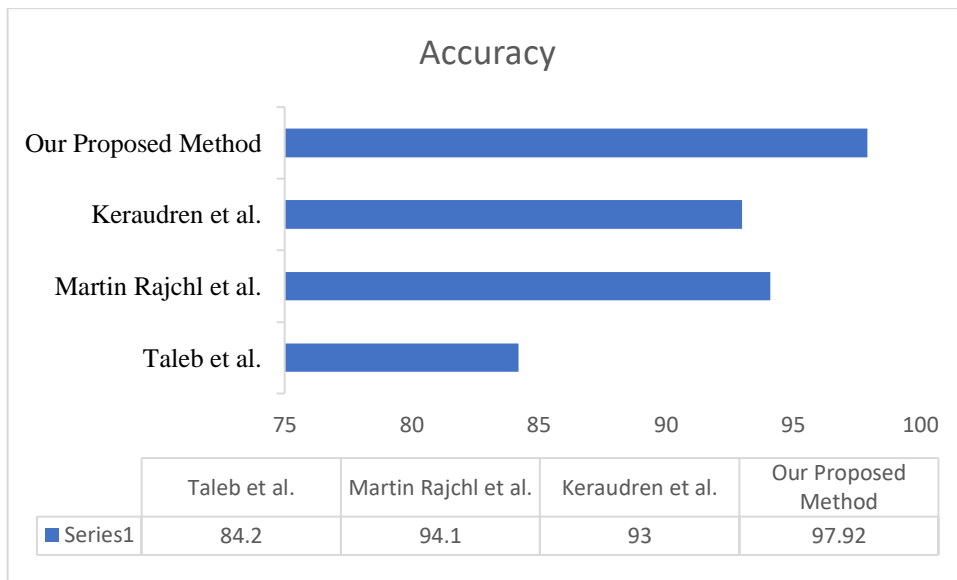 Accuracy
Our Proposed Method
Keraudren et al.
Martin Rajchl et al.
Taleb et al.
75 80 85 90 95 100
Taleb et al. Martin Rajchl et al. Keraudren et al. Our Proposed
Method
Series1 84.2 94.1 93 97.92